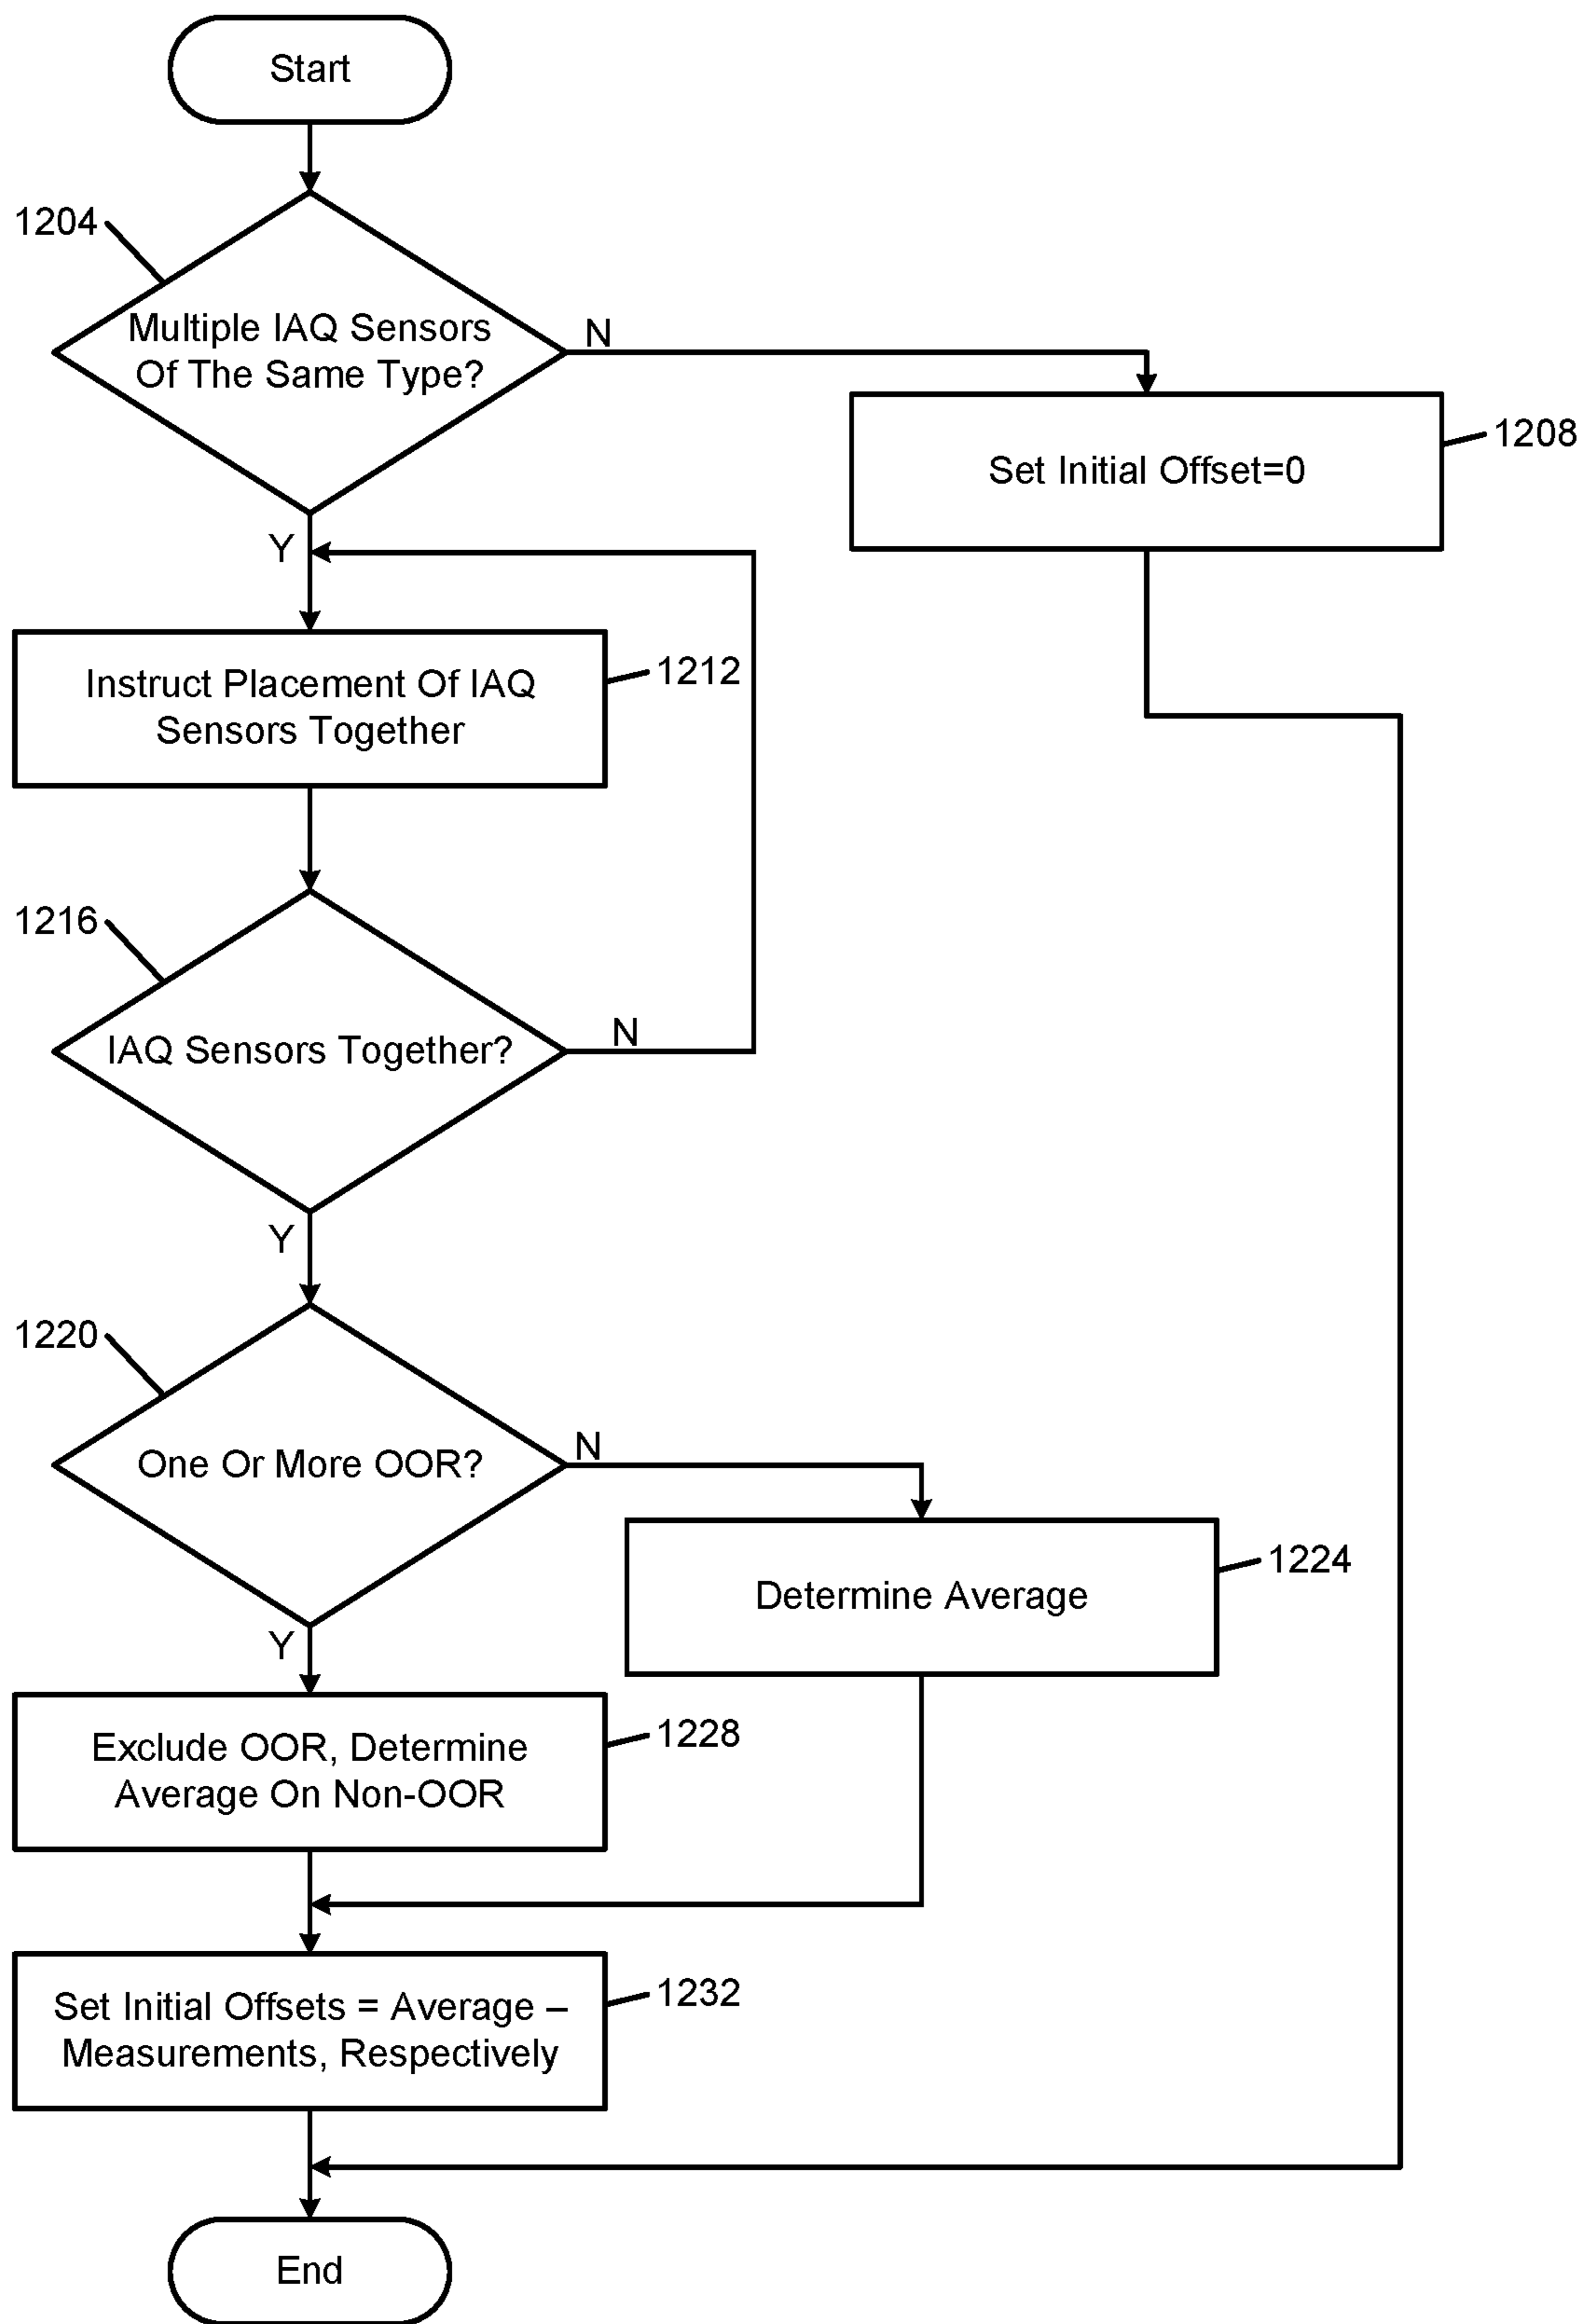 Start
1204
Multiple IAQ Sensors
Of The Same Type?
N
1208
Set Initial Offset=0
Y
Instruct Placement Of IAQ
Sensors Together
1212
1216
IAQ Sensors Together?
N
Y
1220
One Or More OOR?
N
1224
Determine Average
Y
Exclude OOR, Determine
Average On Non-OOR
1228
Set Initial Offsets = Average –
Measurements, Respectively
1232
End